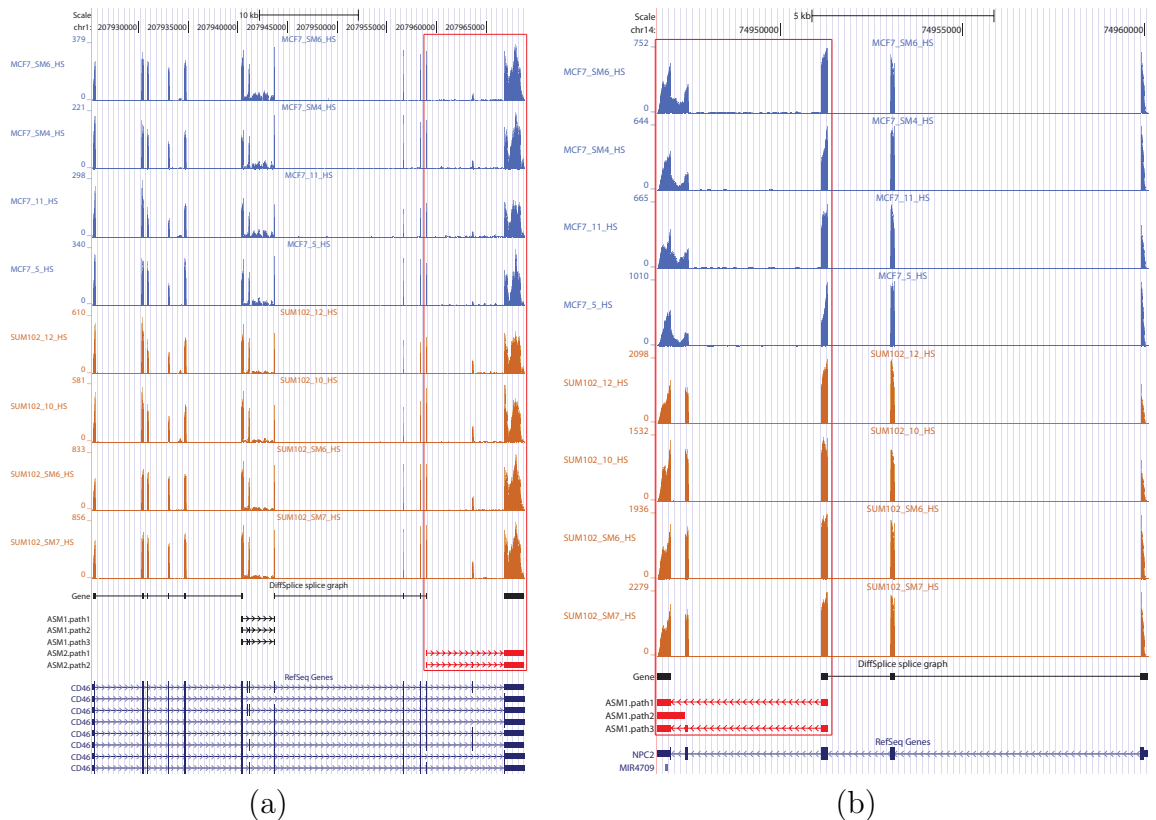 Scale 10 kb
chr1: 207930000 207935000 207940000 207945000 207950000 207955000 207960000 207965000
MCF7_SM6_HS
379
MCF7_SM6_HS
0
MCF7_SM4_HS
221
MCF7_SM4_HS
0
MCF7_11_HS
298
MCF7_11_HS
0
MCF7_5_HS
340
MCF7_5_HS
0
SUM102_12_HS
610
SUM102_12_HS
0
SUM102_10_HS
581
SUM102_10_HS
0
SUM102_SM6_HS
833
SUM102_SM6_HS
0
SUM102_SM7_HS
856
SUM102_SM7_HS
0
DiffSplice splice graph
Gene
ASM1.path1
ASM1.path2
ASM1.path3
ASM2.path1
ASM2.path2
RefSeq Genes
CD46
CD46
CD46
CD46
CD46
CD46
CD46
CD46
(a)
Scale 5 kb
chr14: 74950000 74955000 74960000
MCF7_SM6_HS
752
MCF7_SM6_HS
0
MCF7_SM4_HS
644
MCF7_SM4_HS
0
MCF7_11_HS
665
MCF7_11_HS
0
MCF7_5_HS
1010
MCF7_5_HS
0
SUM102_12_HS
2098
SUM102_12_HS
0
SUM102_10_HS
1532
SUM102_10_HS
0
SUM102_SM6_HS
1936
SUM102_SM6_HS
0
SUM102_SM7_HS
2279
SUM102_SM7_HS
0
DiffSplice splice graph
Gene
ASM1.path1
ASM1.path2
ASM1.path3
RefSeq Genes
NPC2
MIR4709
(b)